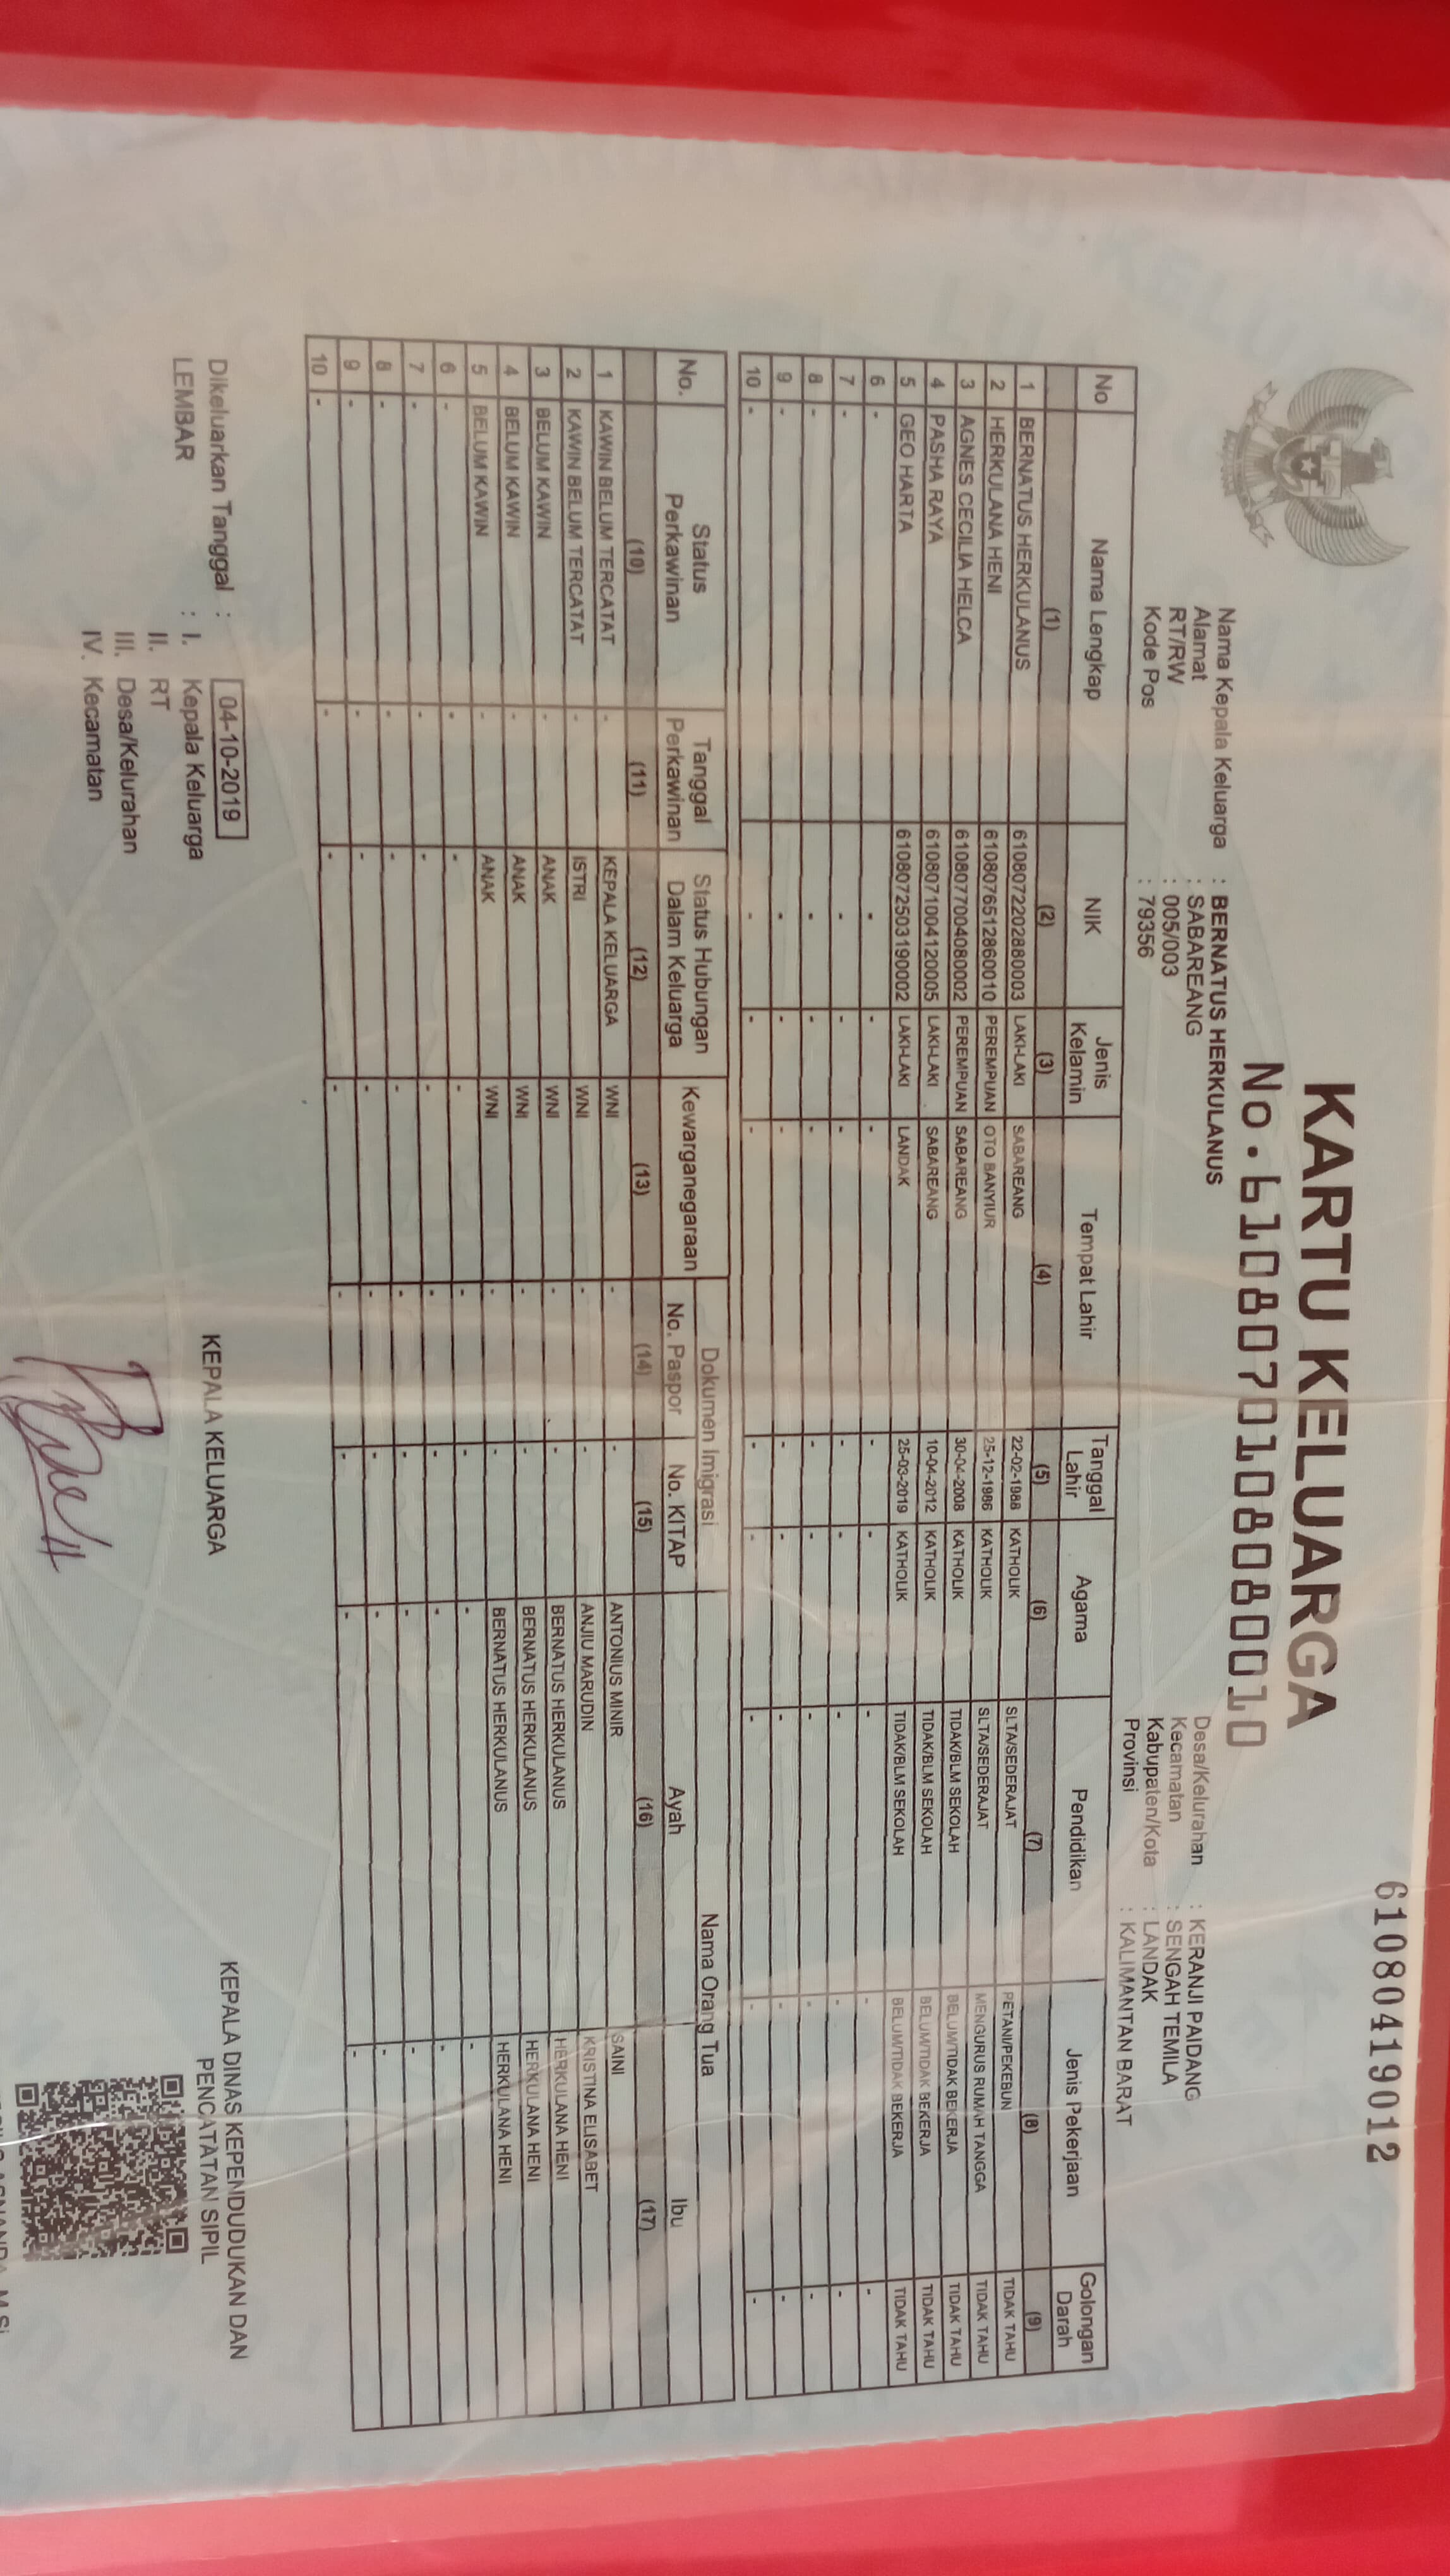 61080419012
KARTU KELUARGA
No. 6108070108080010
Nama Kepala Keluarga : BERNATUS HERKULANUS
Alamat : SABAREANG
RT/RW : 005/003
Kode Pos : 79356
Desa/Kelurahan : KERANJI PAIDANG
Kecamatan : SENGAH TEMILA
Kabupaten/Kota : LANDAK
Provinsi : KALIMANTAN BARAT
No Nama Lengkap NIK Jenis Kelamin Tempat Lahir Tanggal Lahir Agama Pendidikan Jenis Pekerjaan Golongan Darah
(1) (2) (3) (4) (5) (6) (7) (8) (9)
1 BERNATUS HERKULANUS 6108072202880003 LAKI-LAKI SABAREANG 22-02-1988 KATHOLIK SLTA/SEDERAJAT PETANI/PEKEBUN TIDAK TAHU
2 HERKULANA HENI 6108076512860010 PEREMPUAN OTO BANYIUR 25-12-1986 KATHOLIK SLTA/SEDERAJAT MENGURUS RUMAH TANGGA TIDAK TAHU
3 AGNES CECILIA HELCA 6108077004080002 PEREMPUAN SABAREANG 30-04-2008 KATHOLIK TIDAK/BLM SEKOLAH BELUM/TIDAK BEKERJA TIDAK TAHU
4 PASHA RAYA 6108071004120005 LAKI-LAKI SABAREANG 10-04-2012 KATHOLIK TIDAK/BLM SEKOLAH BELUM/TIDAK BEKERJA TIDAK TAHU
5 GEO HARTA 6108072503190002 LAKI-LAKI LANDAK 25-03-2019 KATHOLIK TIDAK/BLM SEKOLAH BELUM/TIDAK BEKERJA TIDAK TAHU
6 - - - - - - - - -
7 - - - - - - - - -
8 - - - - - - - - -
9 - - - - - - - - -
10 - - - - - - - - -
No. Status Perkawinan Tanggal Perkawinan Status Hubungan Dalam Keluarga Kewarganegaraan Dokumen Imigrasi Nama Orang Tua
No. Paspor No. KITAP Ayah Ibu
(10) (11) (12) (13) (14) (15) (16) (17)
1 KAWIN BELUM TERCATAT - KEPALA KELUARGA WNI - - ANTONIUS MINIR SAINI
2 KAWIN BELUM TERCATAT - ISTRI WNI - - ANJIU MARUDIN KRISTINA ELISABET
3 BELUM KAWIN - ANAK WNI - - BERNATUS HERKULANUS HERKULANA HENI
4 BELUM KAWIN - ANAK WNI - - BERNATUS HERKULANUS HERKULANA HENI
5 BELUM KAWIN - ANAK WNI - - BERNATUS HERKULANUS HERKULANA HENI
6 - - - - - - - -
7 - - - - - - - -
8 - - - - - - - -
9 - - - - - - - -
10 - - - - - - - -
Dikeluarkan Tanggal : 04-10-2019
LEMBAR : I. Kepala Keluarga
II. RT
III. Desa/Kelurahan
IV. Kecamatan
KEPALA KELUARGA
KEPALA DINAS KEPENDUDUKAN DAN
PENCATATAN SIPIL